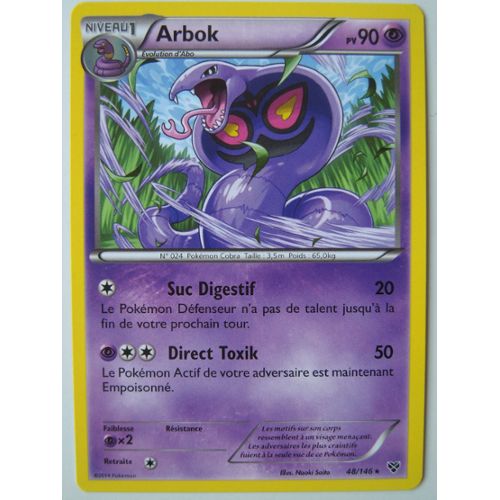 NIVEAU 1
Arbok
PV 90
Évolution d'Abo
N° 024 Pokémon Cobra Taille : 3,5m Poids : 65,0kg
Suc Digestif 20
Le Pokémon Défenseur n'a pas de talent jusqu'à la
fin de votre prochain tour.
Direct Toxik 50
Le Pokémon Actif de votre adversaire est maintenant
Empoisonné.
Faiblesse Résistance
×2
Retraite
Les motifs sur son corps
ressemblent à un visage menaçant.
Les adversaires les plus craintifs
fuient à la seule vue de ce Pokémon.
©2014 Pokémon
Illus. Naoki Saito
48/146 ★
XY